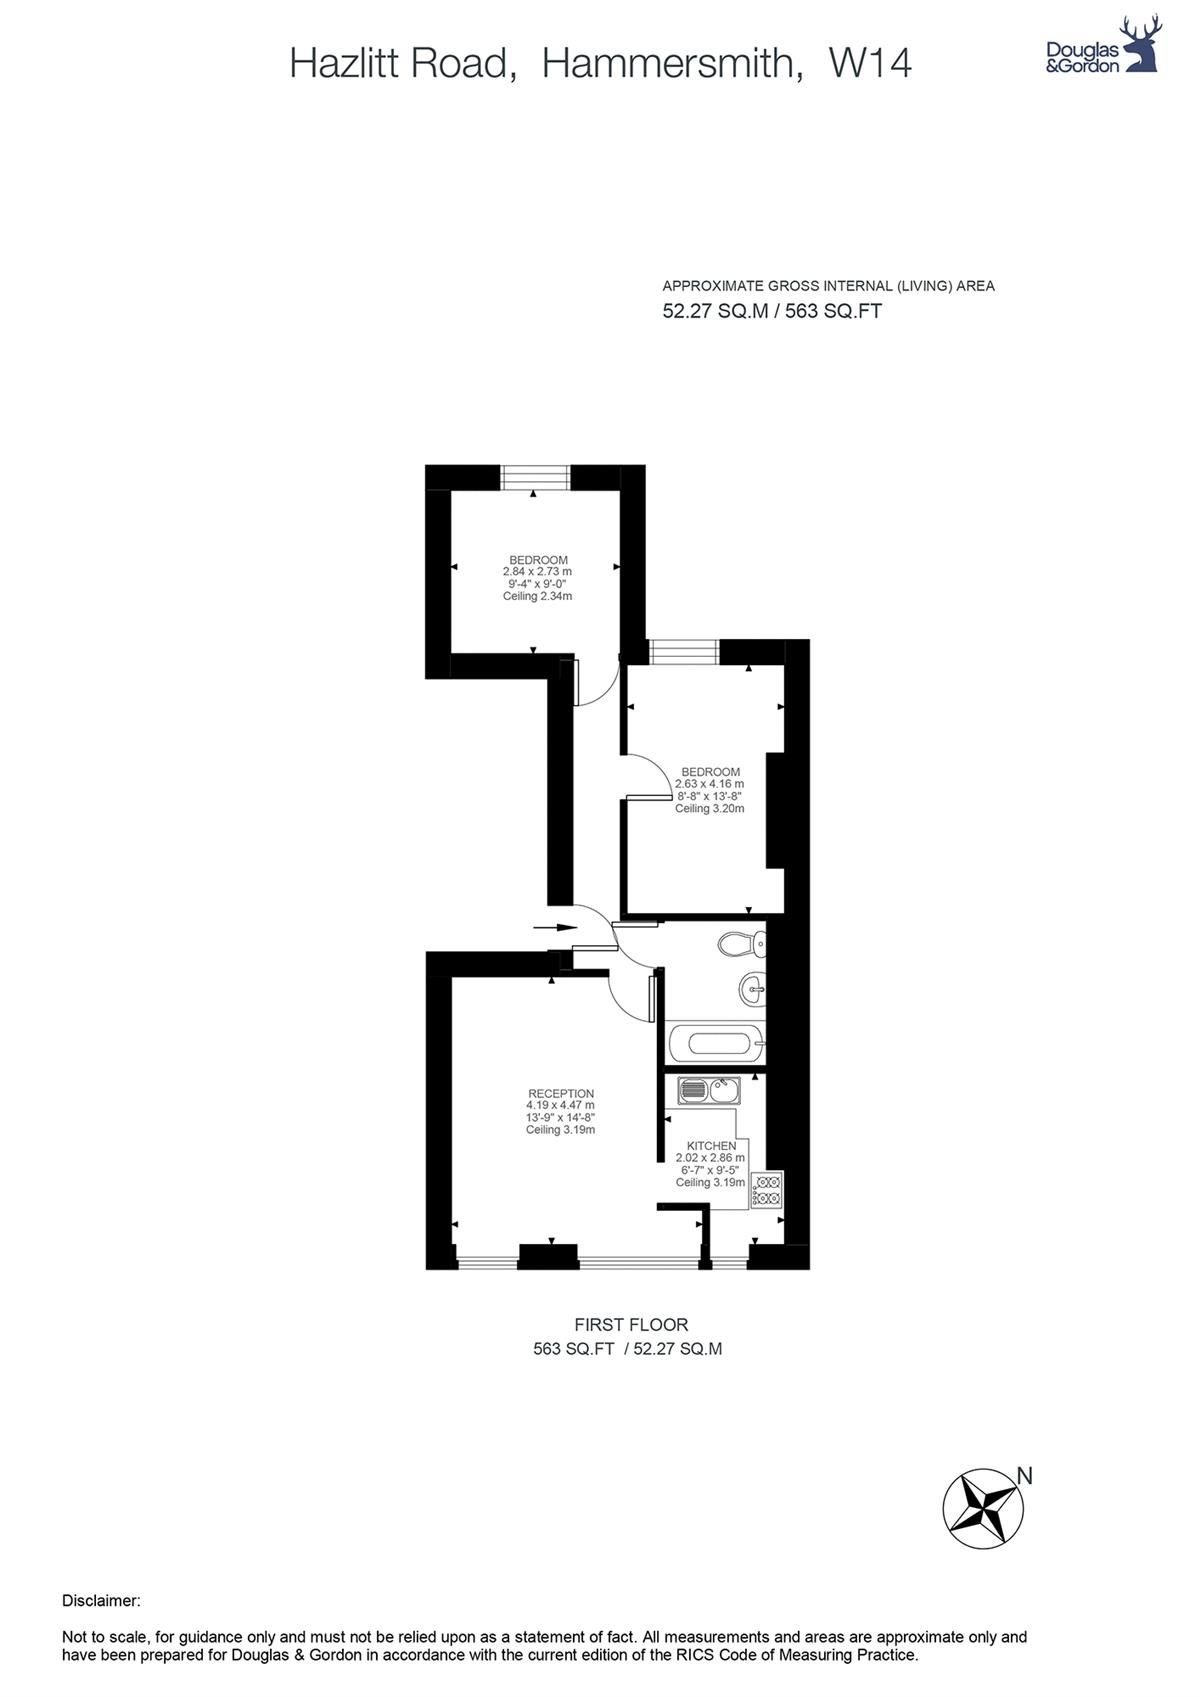 Hazlitt Road, Hammersmith, W14
Douglas
&Gordon
APPROXIMATE GROSS INTERNAL (LIVING) AREA
52.27 SQ.M / 563 SQ.FT
BEDROOM
2.84 x 2.73 m
9'-4" x 9'-0"
Ceiling 2.34m
BEDROOM
2.63 x 4.16 m
8'-8" x 13'-8"
Ceiling 3.20m
RECEPTION
4.19 x 4.47 m
13'-9" x 14'-8"
Ceiling 3.19m
KITCHEN
2.02 x 2.86 m
6'-7" x 9'-5"
Ceiling 3.19m
FIRST FLOOR
563 SQ.FT / 52.27 SQ.M
N
Disclaimer:
Not to scale, for guidance only and must not be relied upon as a statement of fact. All measurements and areas are approximate only and
have been prepared for Douglas & Gordon in accordance with the current edition of the RICS Code of Measuring Practice.